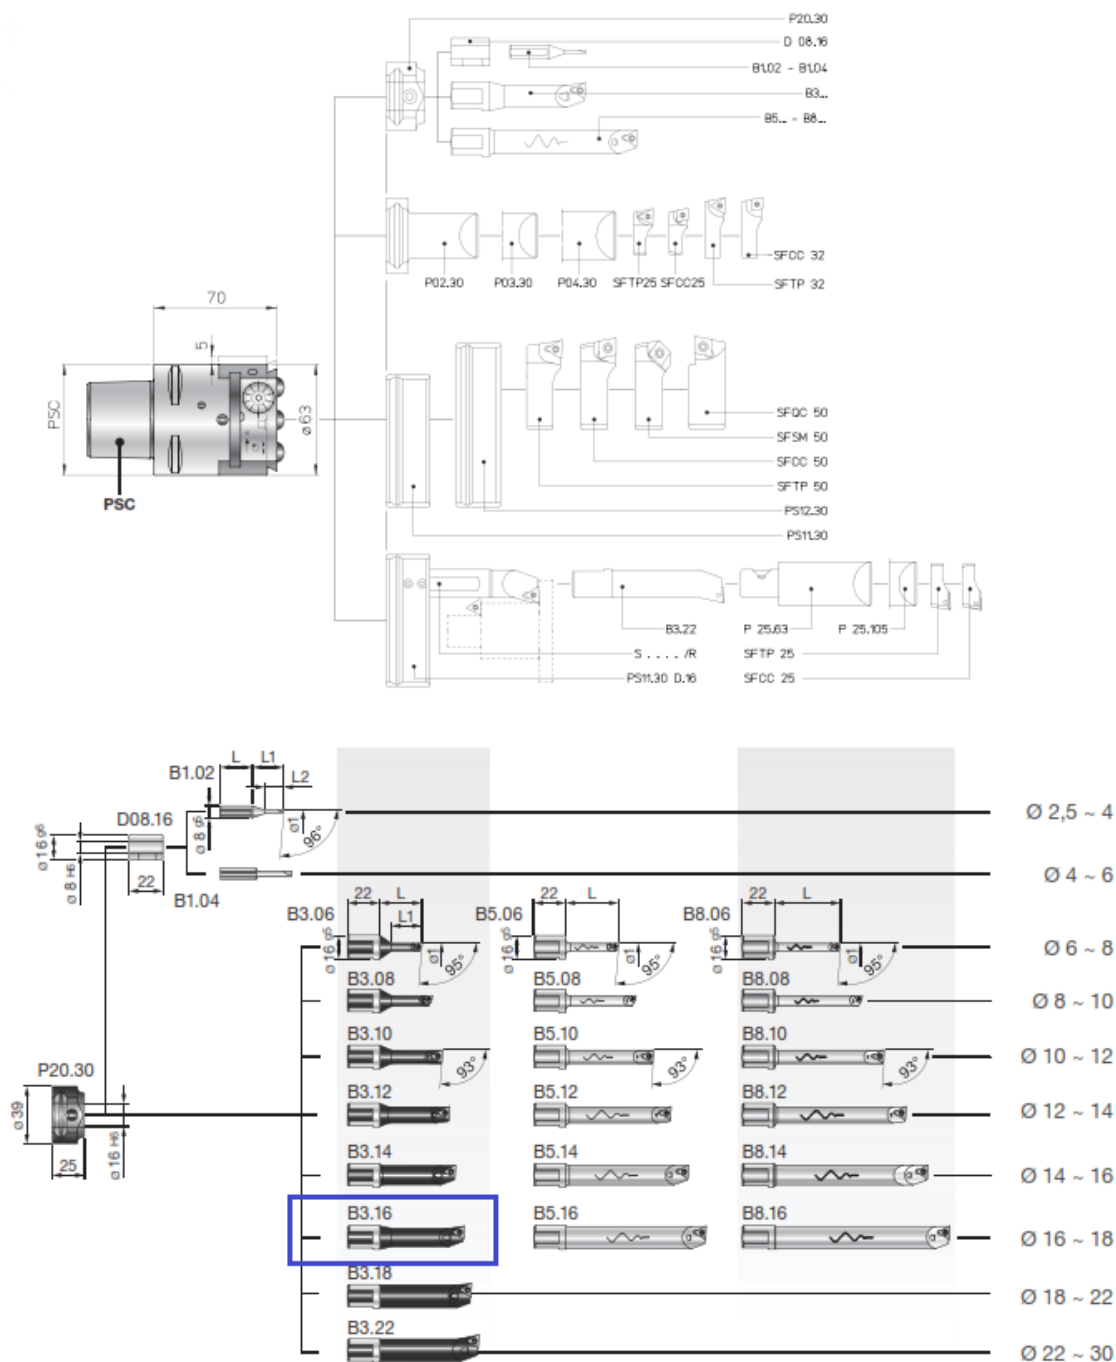 P20.30
D 08.16
B1.02 - B1.04
B3...
B5... - B8...
P02.30 P03.30 P04.30 SFTP25 SFCC25
SFCC 32
SFTP 32
70
5
PSC
Ø63
PSC
SFQC 50
SFSM 50
SFCC 50
SFTP 50
PS12.30
PS11.30
B3.22 P 25.63 P 25.105
S..../R SFTP 25
PS11.30 D.16 SFCC 25
B1.02 L L1
L2
D08.16
Ø 8 g6
Ø1
96°
Ø 2,5 ~ 4
Ø 16 g5
Ø 8 H6
22
B1.04
Ø 4 ~ 6
B3.06 22 L L1
B5.06 22 L
B8.06 22 L
Ø 16 g5 Ø1 95°
Ø 16 g5 Ø1 95°
Ø 16 g5 Ø1 95°
Ø 6 ~ 8
B3.08 B5.08 B8.08
Ø 8 ~ 10
B3.10 B5.10 B8.10
93° 93° 93°
Ø 10 ~ 12
P20.30
Ø39
25
Ø 16 H6
B3.12 B5.12 B8.12
Ø 12 ~ 14
B3.14 B5.14 B8.14
Ø 14 ~ 16
B3.16 B5.16 B8.16
Ø 16 ~ 18
B3.18
Ø 18 ~ 22
B3.22
Ø 22 ~ 30